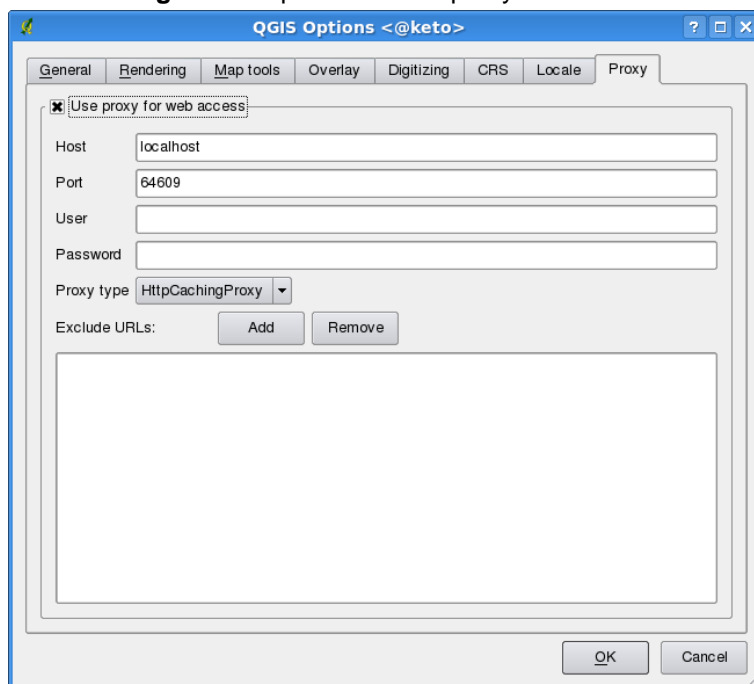 QGIS Options <@keto>
General Rendering Map tools Overlay Digitizing CRS Locale Proxy
Use proxy for web access
Host localhost
Port 64609
User
Password
Proxy type HttpCachingProxy
Exclude URLs: Add Remove
OK Cancel